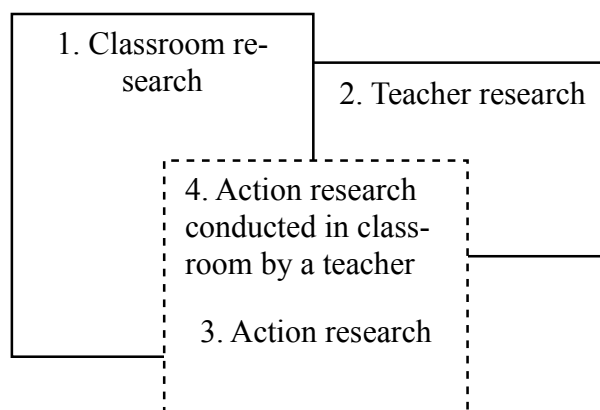 1. Classroom re-
search
2. Teacher research
4. Action research
conducted in class-
room by a teacher
3. Action research